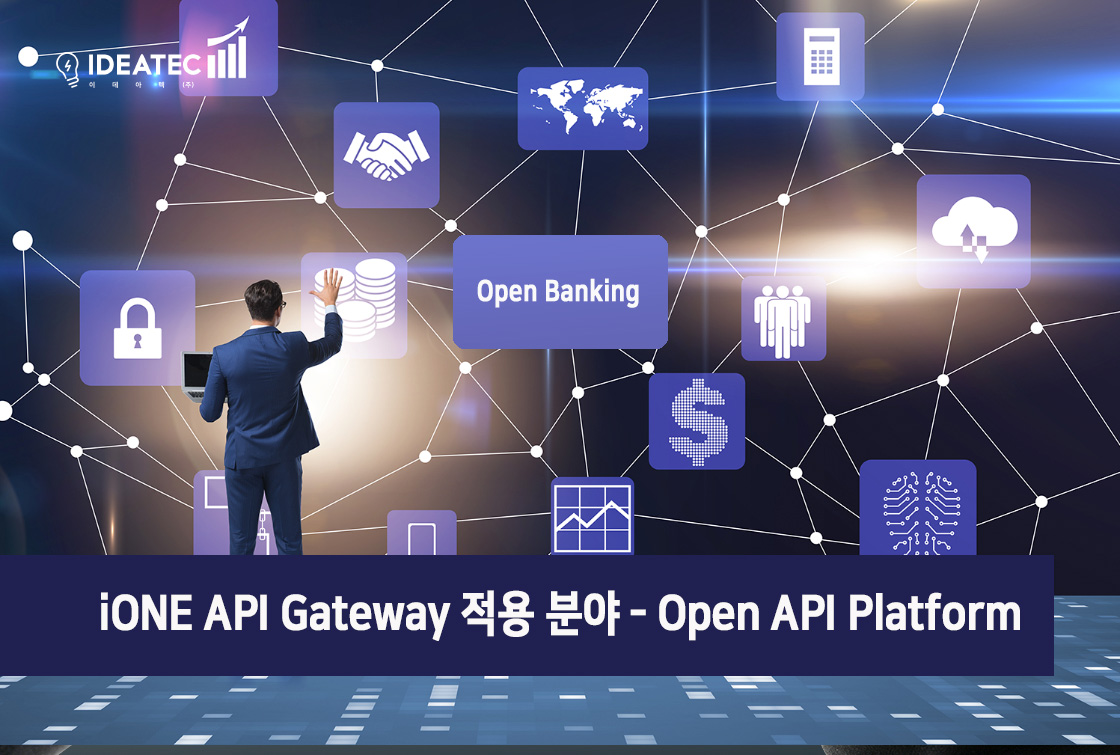 IDEATEC
이데아텍(주)
Open Banking
iONE API Gateway 적용 분야 - Open API Platform